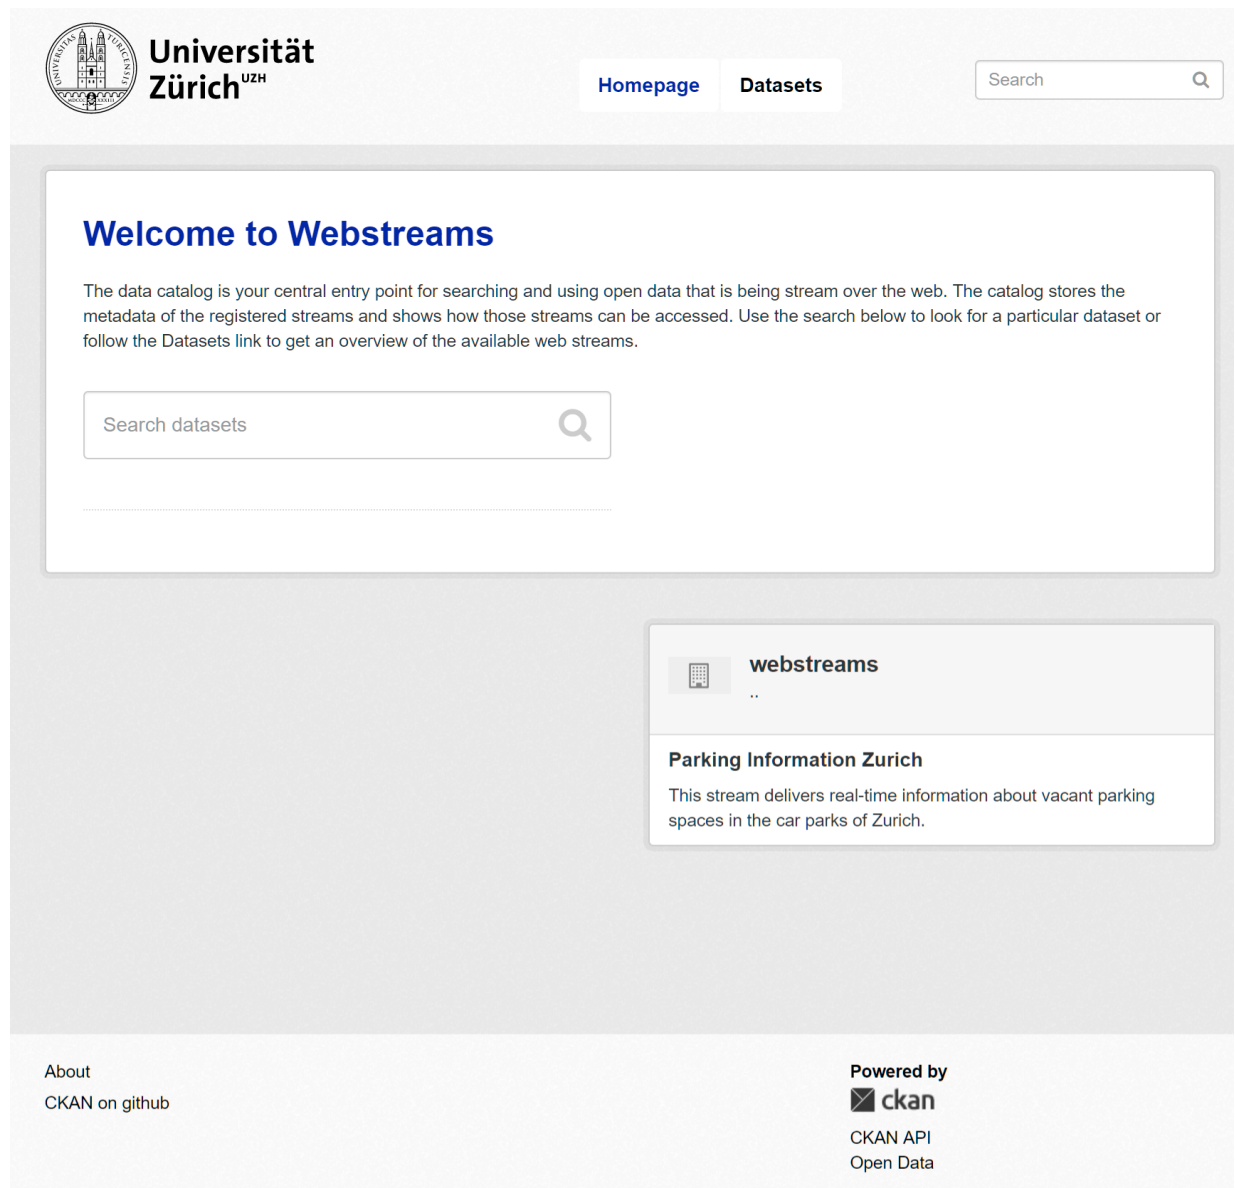 UNIVERSITAS TURICENSIS
MDCCCXXXIII
Universität
Zürich UZH
Homepage
Datasets
Search
Welcome to Webstreams
The data catalog is your central entry point for searching and using open data that is being stream over the web. The catalog stores the
metadata of the registered streams and shows how those streams can be accessed. Use the search below to look for a particular dataset or
follow the Datasets link to get an overview of the available web streams.
Search datasets
webstreams
..
Parking Information Zurich
This stream delivers real-time information about vacant parking
spaces in the car parks of Zurich.
About
CKAN on github
Powered by
ckan
CKAN API
Open Data